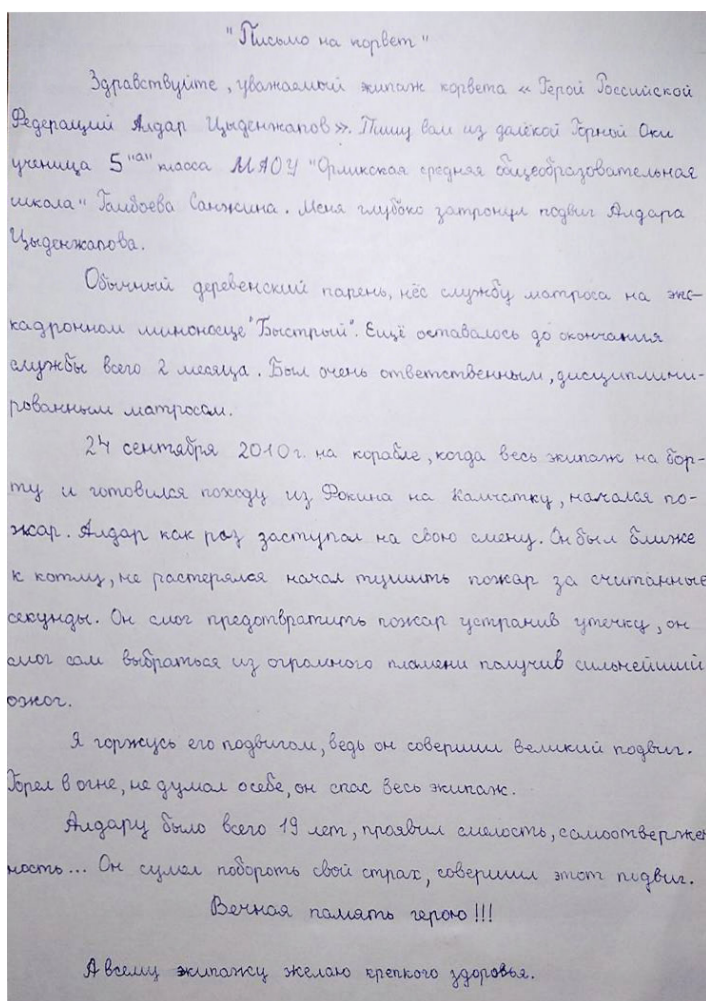 "Письмо на корвет"
Здравствуйте, уважаемый экипаж корвета «Герой Российской
Федераций Алдар Цыденжапов». Пишу вам из далёкой Горной Оки
ученица 5 "а" класса МАОУ "Орликская средняя общеобразовательная
школа" Гамбоева Санжина. Меня глубоко затронул подвиг Алдара
Цыденжапова.
Обычный деревенский парень, нёс службу матроса на эс-
кадронном миноносце "Быстрый". Ещё оставалось до окончания
службы всего 2 месяца. Был очень ответственным, дисциплини-
рованным матросом.
24 сентября 2010 г. на корабле, когда весь экипаж на бор-
ту и готовился походу из Фокина на Камчатку, начался по-
жар. Алдар как раз заступал на свою смену. Он был ближе
к котлу, не растерялся начал тушить пожар за считанные
секунды. Он смог предотвратить пожар устранив утечку, он
смог сам выбраться из огромного пламени получив сильнейший
ожог.
Я горжусь его подвигом, ведь он совершил великий подвиг.
Горел в огне, не думал о себе, он спас весь экипаж.
Алдару было всего 19 лет, проявил смелость, самоотвержен
ность... Он сумел побороть свой страх, совершил этот подвиг.
Вечная память герою!!!
А всему экипажу желаю крепкого здоровья.